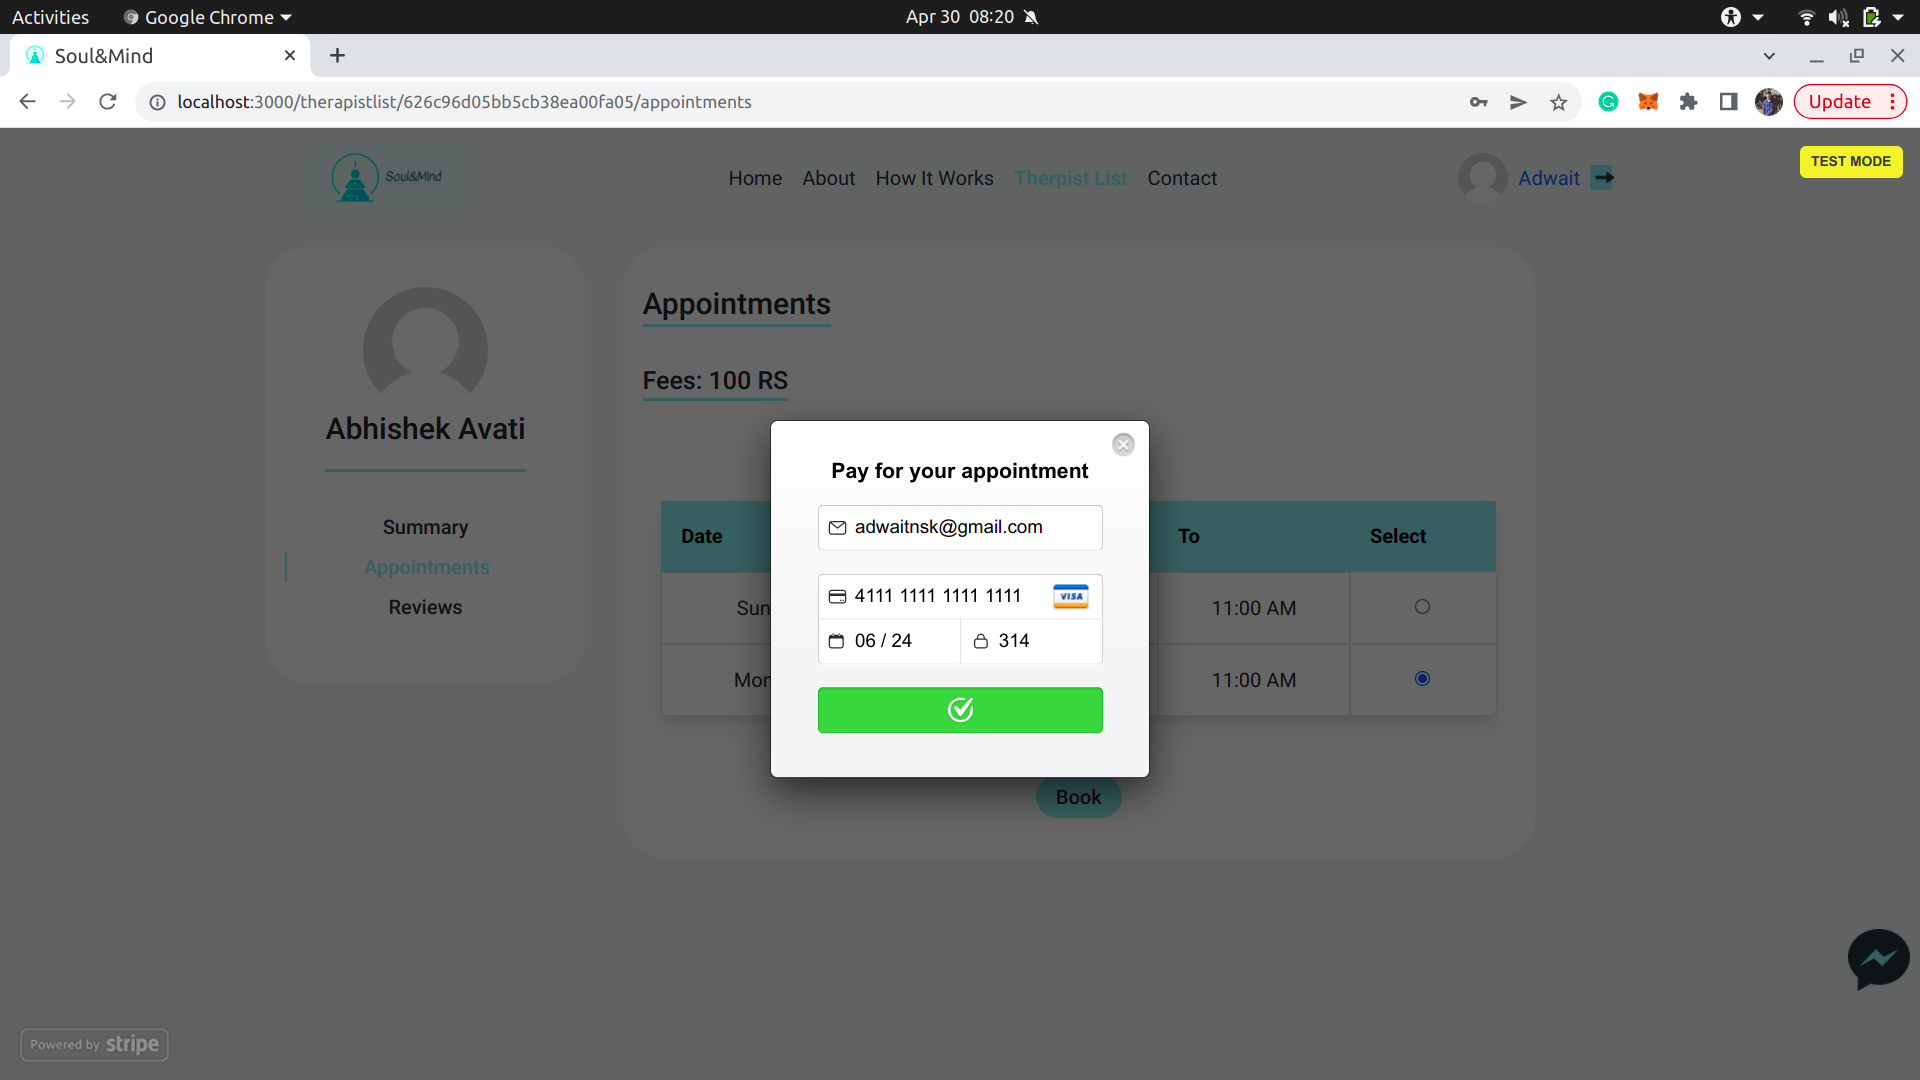 Activities Google Chrome Apr 30 08:20
Soul&Mind
localhost:3000/therapistlist/626c96d05bb5cb38ea00fa05/appointments Update
TEST MODE
Soul&Mind Home About How It Works Therpist List Contact Adwait
Abhishek Avati
Summary
Appointments
Reviews
Appointments
Fees: 100 RS
Date To Select
Sun 11:00 AM
Mon 11:00 AM
Book
Pay for your appointment
adwaitnsk@gmail.com
4111 1111 1111 1111 VISA
06 / 24 314
Powered by stripe